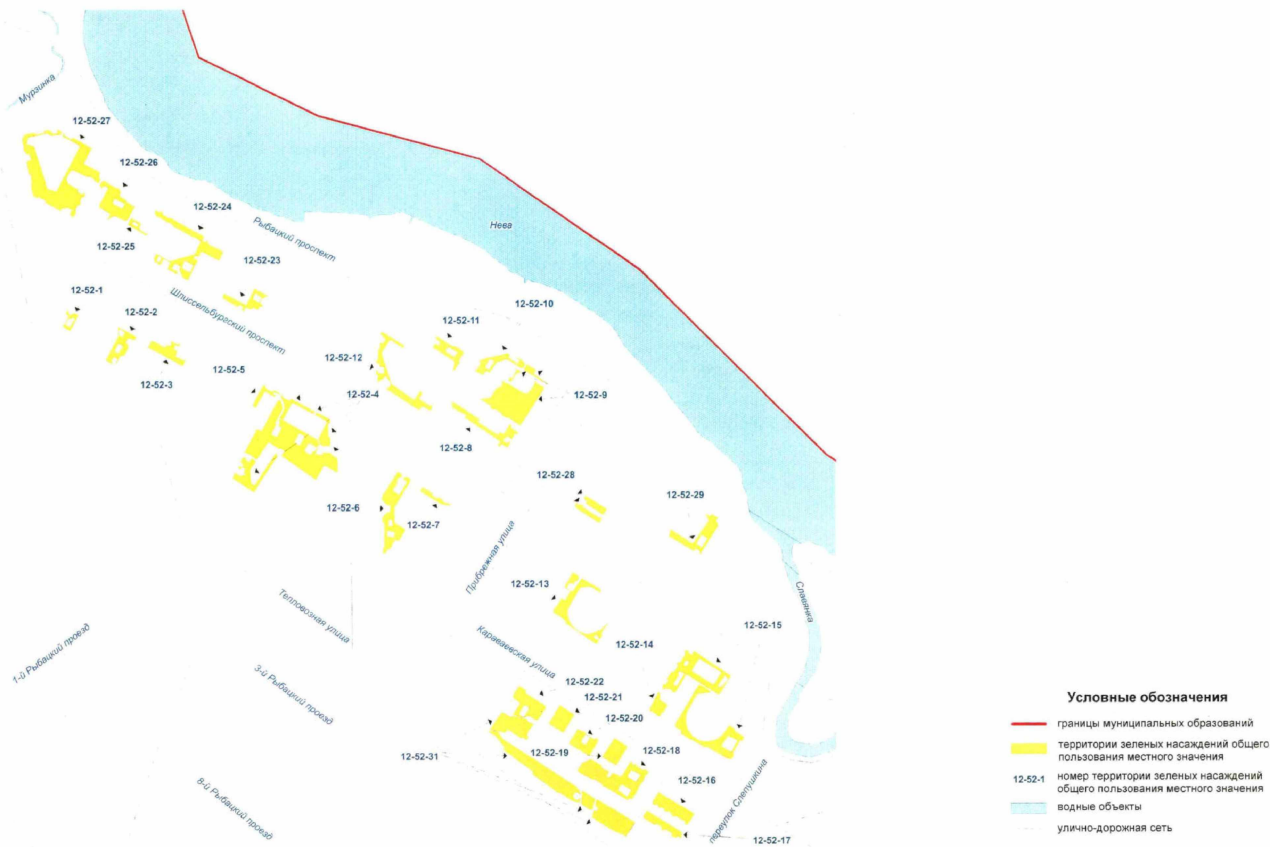 Мурзинка
12-52-27
12-52-26
12-52-24
12-52-25
Рыбацкий проспект
Нева
12-52-23
12-52-1
12-52-2
Шлиссельбургский проспект
12-52-10
12-52-11
12-52-3
12-52-5
12-52-12
12-52-4
12-52-9
12-52-8
12-52-28
12-52-29
12-52-6
12-52-7
Прибрежная улица
12-52-13
Славянка
Тепловозная улица
12-52-15
12-52-14
Караваевская улица
1-й Рыбацкий проезд
3-й Рыбацкий проезд
12-52-22
12-52-21
12-52-20
12-52-19
12-52-18
12-52-31
12-52-16
8-й Рыбацкий проезд
переулок Слепушкина
12-52-17
Условные обозначения
границы муниципальных образований
территории зеленых насаждений общего
пользования местного значения
12-52-1
номер территории зеленых насаждений
общего пользования местного значения
водные объекты
улично-дорожная сеть